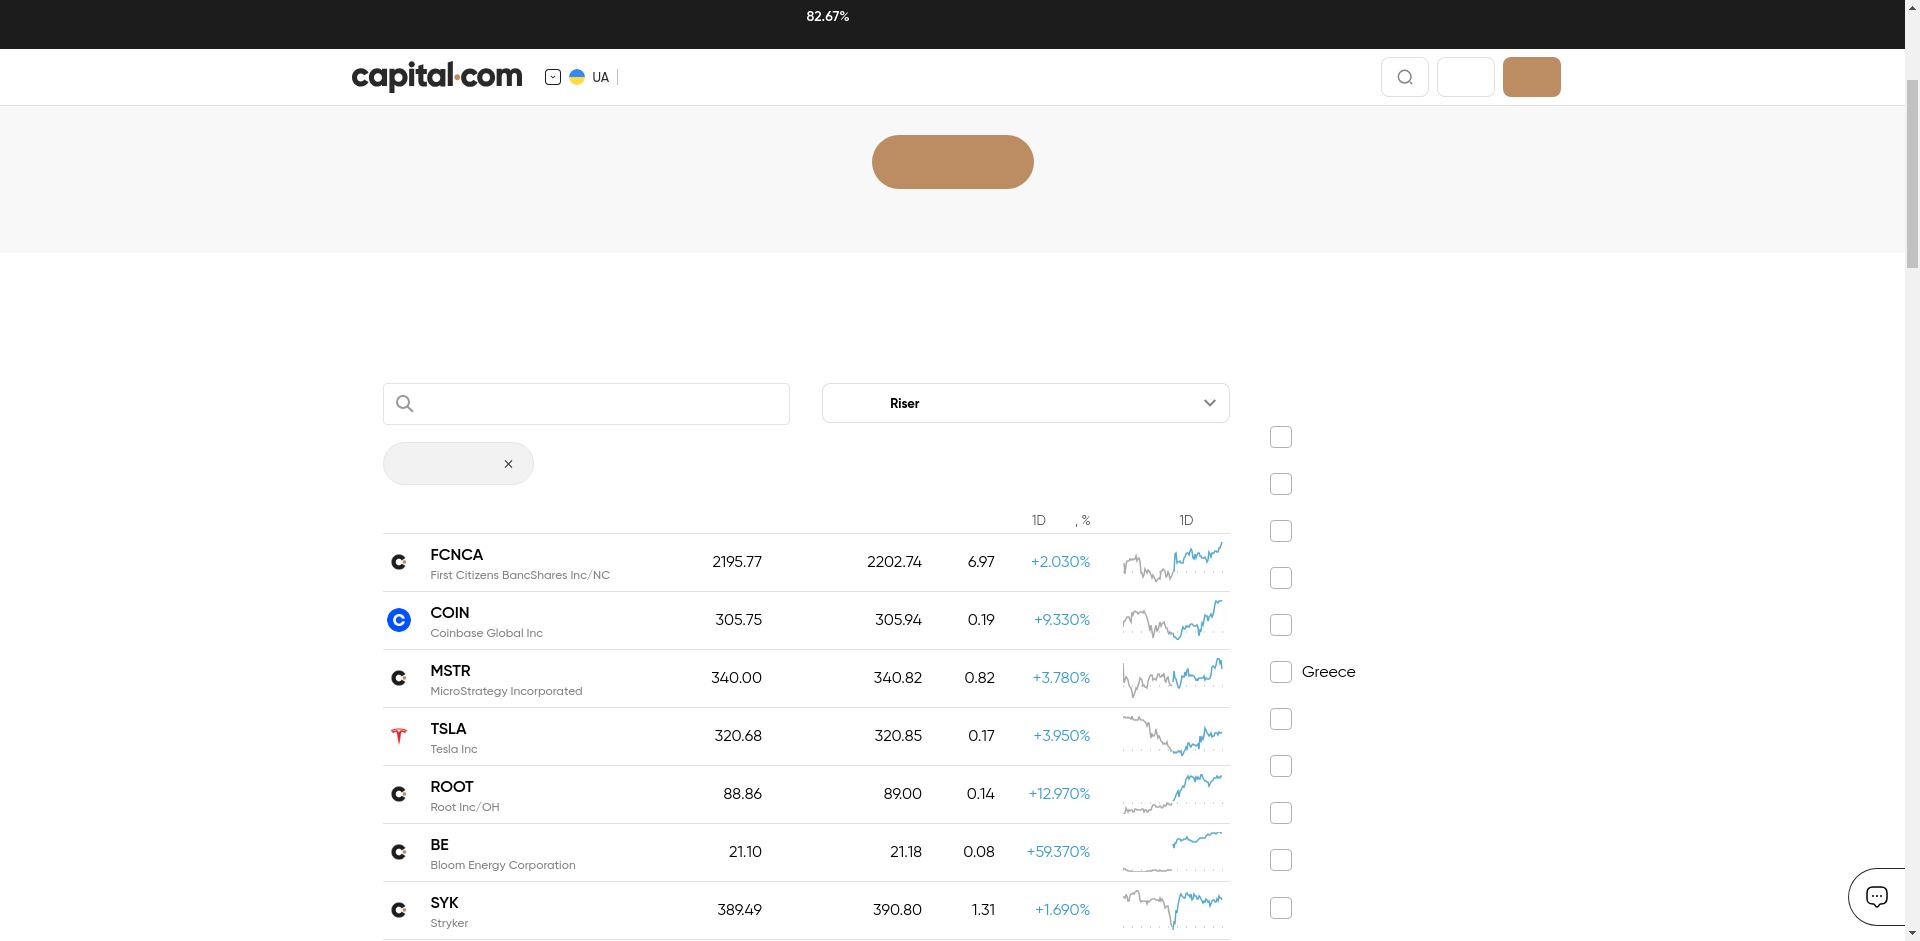 82.67%
capital.com
UA
Riser
1D , % 1D
FCNCA
First Citizens BancShares Inc/NC
2195.77 2202.74 6.97 +2.030%
COIN
Coinbase Global Inc
305.75 305.94 0.19 +9.330%
MSTR
MicroStrategy Incorporated
340.00 340.82 0.82 +3.780%
Greece
TSLA
Tesla Inc
320.68 320.85 0.17 +3.950%
ROOT
Root Inc/OH
88.86 89.00 0.14 +12.970%
BE
Bloom Energy Corporation
21.10 21.18 0.08 +59.370%
SYK
Stryker
389.49 390.80 1.31 +1.690%